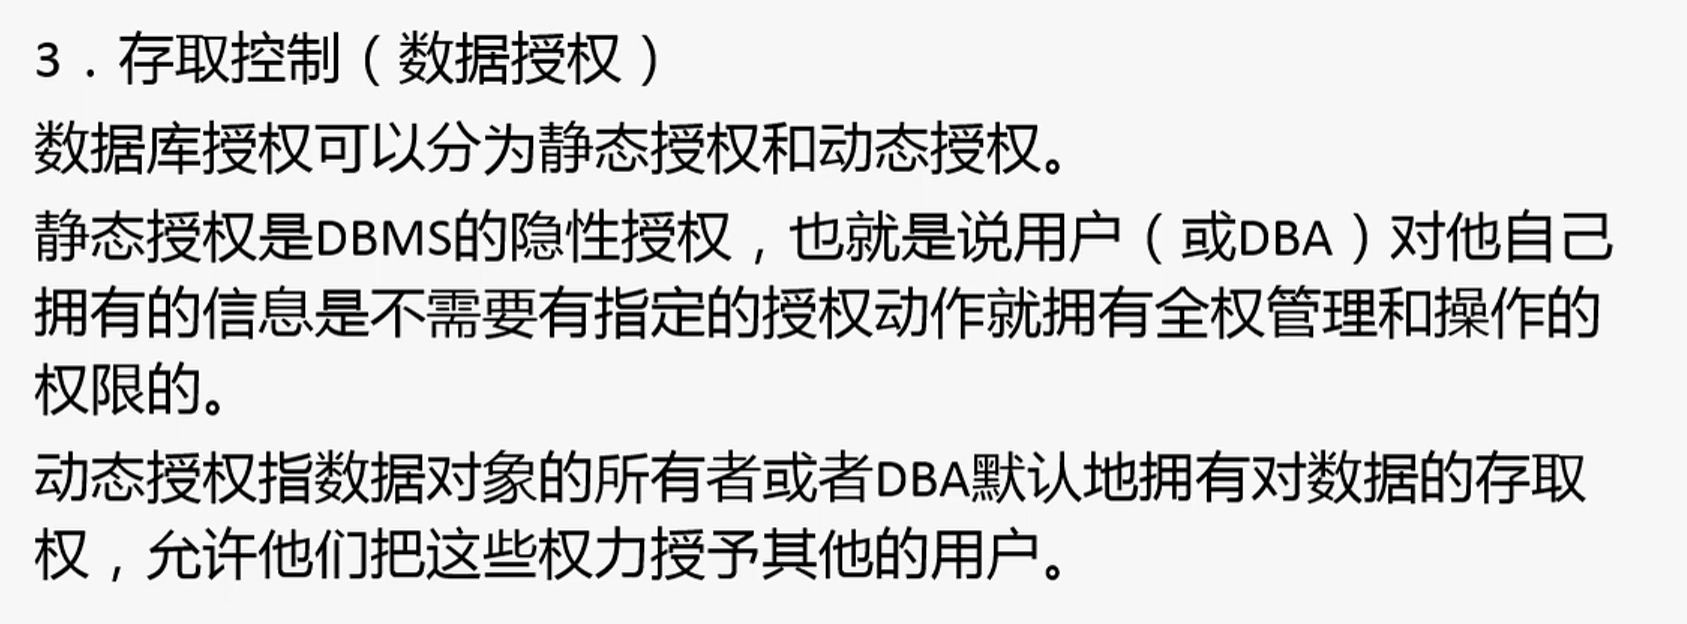 3．存取控制（数据授权）
数据库授权可以分为静态授权和动态授权。
静态授权是DBMS的隐性授权，也就是说用户（或DBA）对他自己
拥有的信息是不需要有指定的授权动作就拥有全权管理和操作的
权限的。
动态授权指数据对象的所有者或者DBA默认地拥有对数据的存取
权，允许他们把这些权力授予其他的用户。